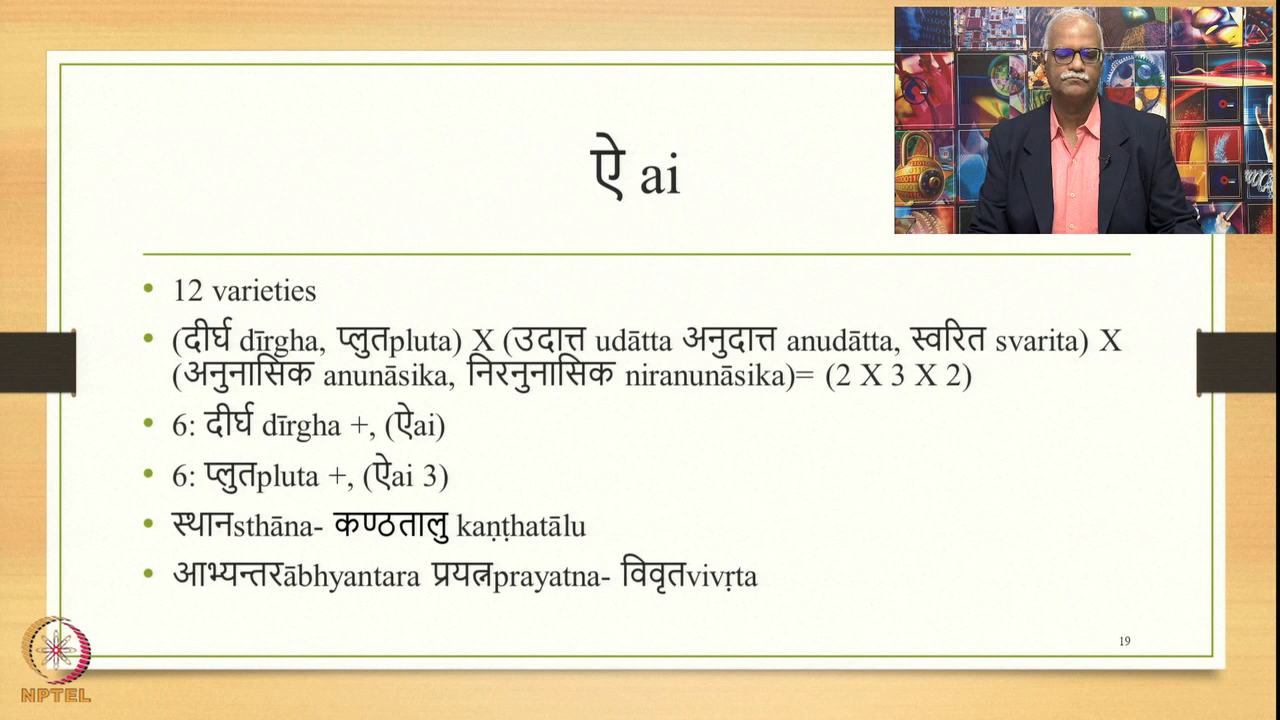 ऐ ai
• 12 varieties
• (दीर्घ dīrgha, प्लुतpluta) X (उदात्त udātta अनुदात्त anudātta, स्वरित svarita) X
(अनुनासिक anunāsika, निरनुनासिक niranunāsika)= (2 X 3 X 2)
• 6: दीर्घ dīrgha +, (ऐai)
• 6: प्लुतpluta +, (ऐai 3)
• स्थानsthāna- कण्ठतालु kaṇṭhatālu
• आभ्यन्तरābhyantara प्रयत्नprayatna- विवृतvivṛta
19
NPTEL